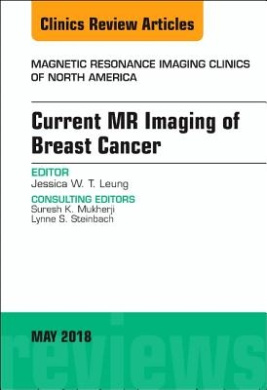 Clinics Review Articles
MAGNETIC RESONANCE IMAGING CLINICS
OF NORTH AMERICA
Current MR Imaging of
Breast Cancer
EDITOR
Jessica W. T. Leung
CONSULTING EDITORS
Suresh K. Mukherji
Lynne S. Steinbach
MAY 2018
reviews